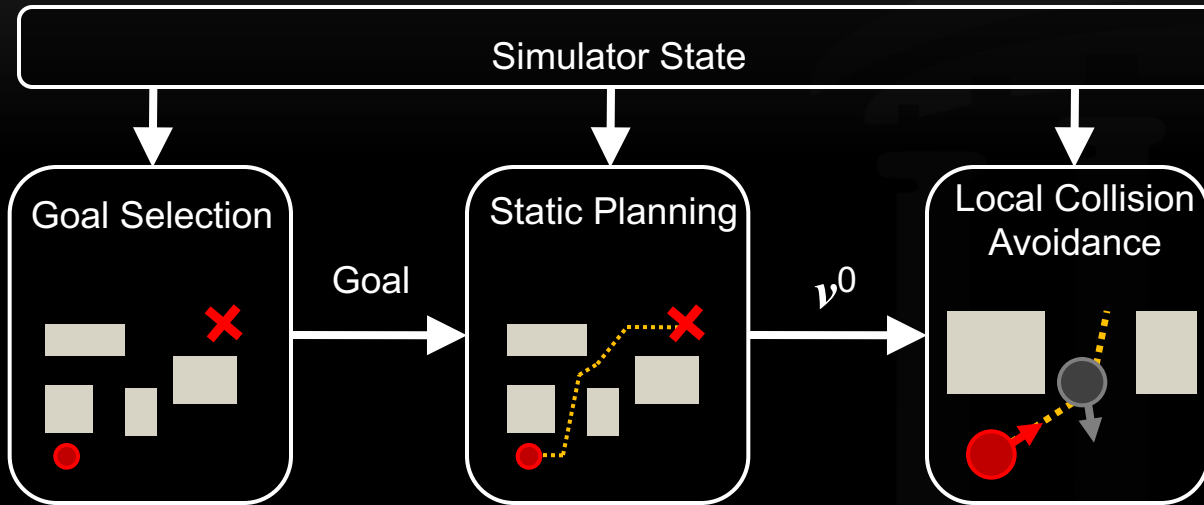 Simulator State
Goal Selection
Goal
Static Planning
v⁰
Local Collision
Avoidance